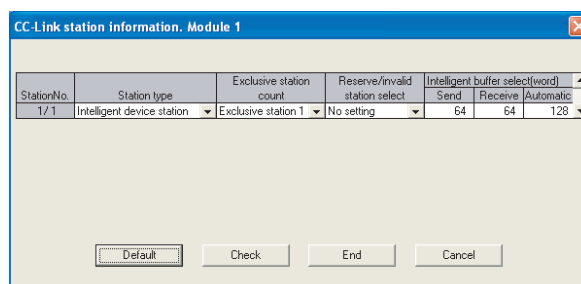 CC-Link station information. Module 1
Exclusive station Reserve/invalid Intelligent buffer select(word)
StationNo. Station type count station select Send Receive Automatic
1/1 Intelligent device station Exclusive station 1 No setting 64 64 128
Default Check End Cancel